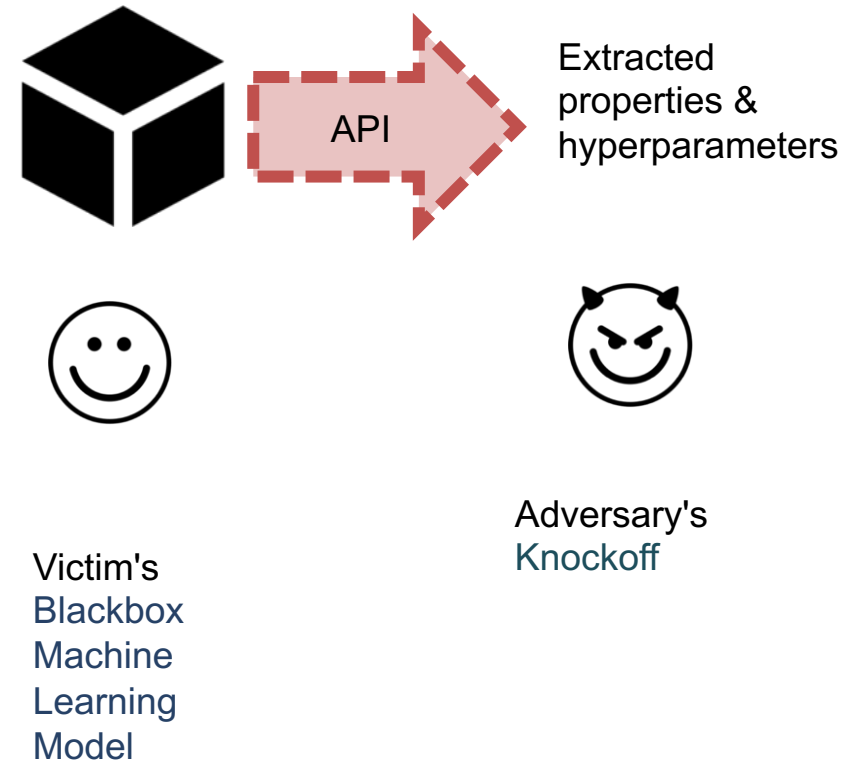 API
Extracted
properties &
hyperparameters
Adversary's
Knockoff
Victim's
Blackbox
Machine
Learning
Model